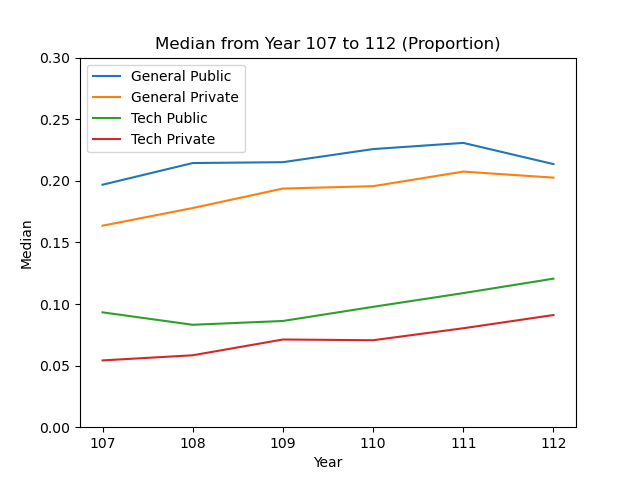 Median from Year 107 to 112 (Proportion)
General Public
General Private
Tech Public
Tech Private
0.30
0.25
0.20
0.15
0.10
0.05
0.00
Median
107 108 109 110 111 112
Year